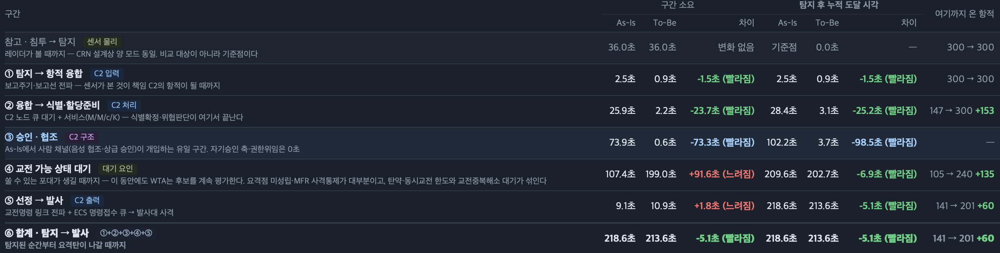 구간 소요 탐지 후 누적 도달 시각
구간 여기까지 온 항적
As-Is To-Be 차이 As-Is To-Be 차이
참고 · 침투 → 탐지 센서 물리
36.0초 36.0초 변화 없음 기준점 0.0초 — 300 → 300
레이더가 볼 때까지 — CRN 설계상 양 모드 동일. 비교 대상이 아니라 기준점이다
① 탐지 → 항적 융합 C2 입력
2.5초 0.9초 -1.5초 (빨라짐) 2.5초 0.9초 -1.5초 (빨라짐) 300 → 300
보고주기·보고선 전파 — 센서가 본 것이 책임 C2의 항적이 될 때까지
② 융합 → 식별·할당준비 C2 처리
25.9초 2.2초 -23.7초 (빨라짐) 28.4초 3.1초 -25.2초 (빨라짐) 147 → 300 +153
C2 노드 큐 대기 + 서비스(M/M/c/K) — 식별확정·위협판단이 여기서 끝난다
③ 승인 · 협조 C2 구조
73.9초 0.6초 -73.3초 (빨라짐) 102.2초 3.7초 -98.5초 (빨라짐) —
As-Is에서 사람 채널(음성 협조·상급 승인)이 개입하는 유일 구간. 자기승인 축·권한위임은 0초
④ 교전 가능 상태 대기 대기 요인
107.4초 199.0초 +91.6초 (느려짐) 209.6초 202.7초 -6.9초 (빨라짐) 105 → 240 +135
쏠 수 있는 포대가 생길 때까지 — 이 동안에도 WTA는 후보를 계속 평가한다. 요격점 미성립·MFR 사격통제가 대부분이고, 탄약·동시교전 한도와 교전중복해소 대기가 섞인다
⑤ 선정 → 발사 C2 출력
9.1초 10.9초 +1.8초 (느려짐) 218.6초 213.6초 -5.1초 (빨라짐) 141 → 201 +60
교전명령 링크 전파 + ECS 명령접수 큐 → 발사대 사격
⑥ 합계 · 탐지 → 발사 ①+②+③+④+⑤
218.6초 213.6초 -5.1초 (빨라짐) 218.6초 213.6초 -5.1초 (빨라짐) 141 → 201 +60
탐지된 순간부터 요격탄이 나갈 때까지